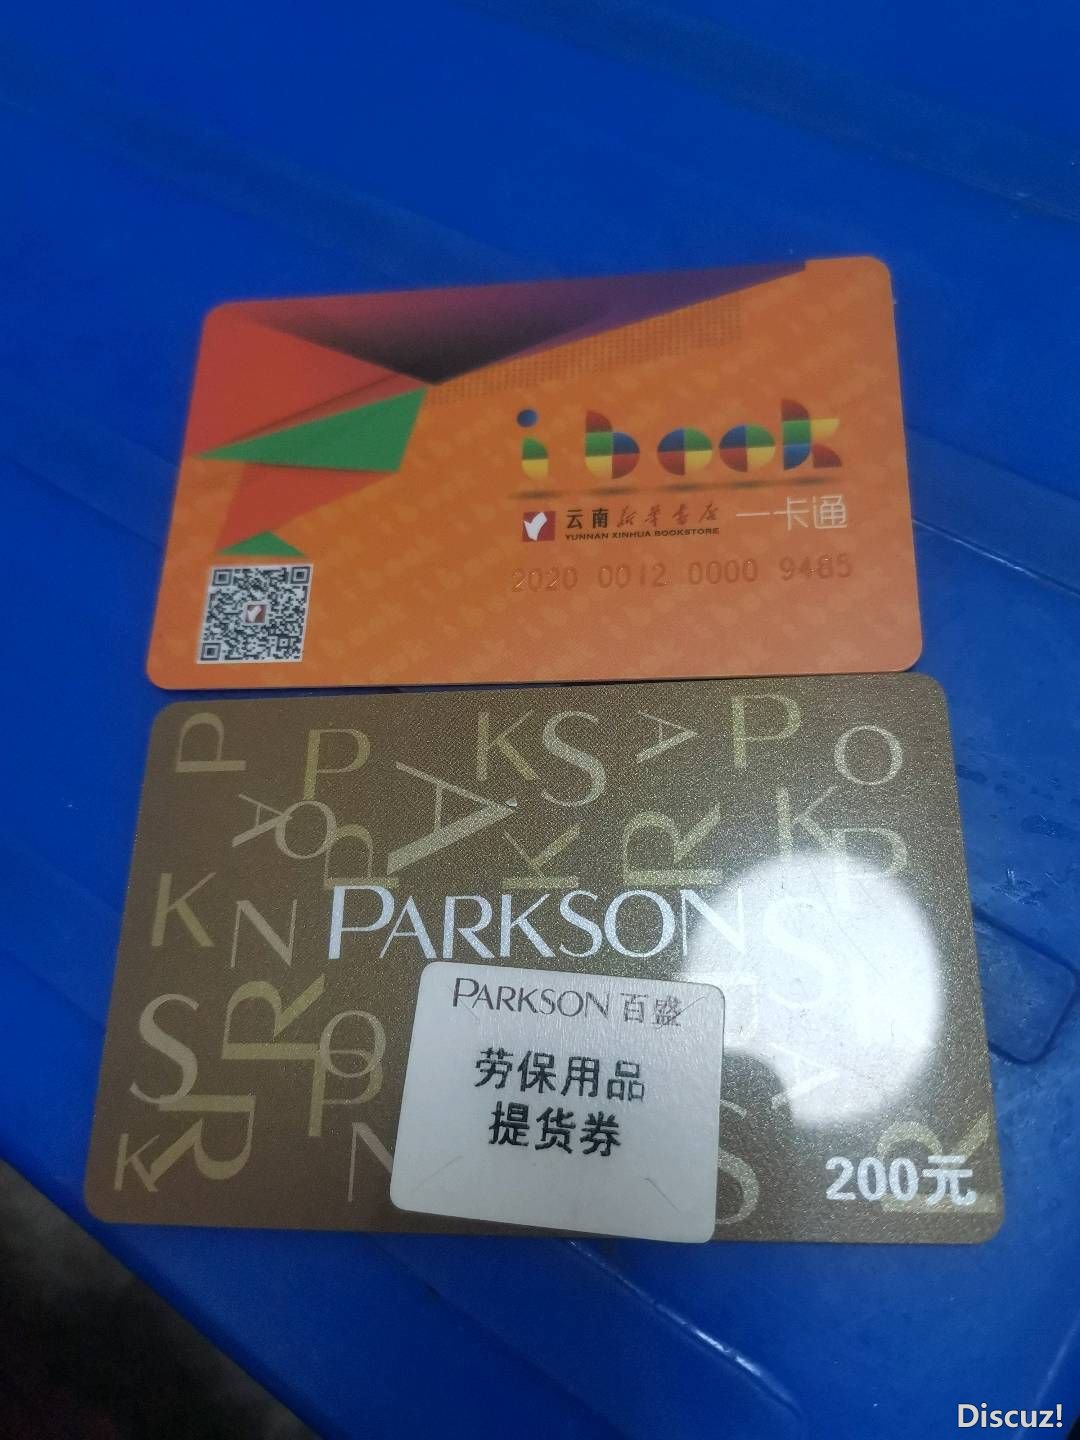 i book
云南新华书店 一卡通
YUNNAN XINHUA BOOKSTORE
2020 0012 0000 9485
PARKSON
PARKSON 百盛
劳保用品
提货券
200元
Discuz!